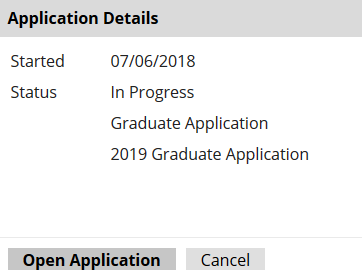 Application Details
Started 07/06/2018
Status In Progress
Graduate Application
2019 Graduate Application
Open Application Cancel